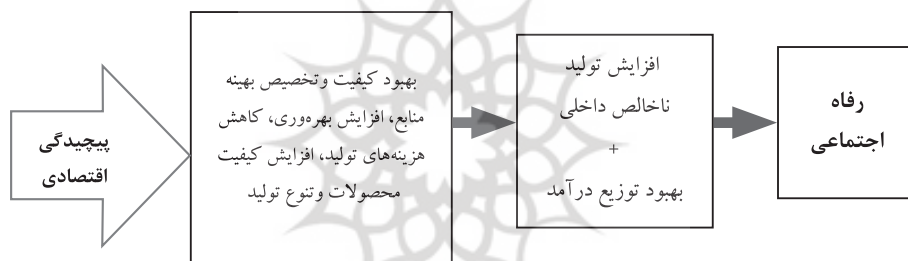 پیچیدگی
اقتصادی
بهبود کیفیت وتخصیص بهینه
منابع، افزایش بهره‌وری، کاهش
هزینه‌های تولید، افزایش کیفیت
محصولات وتنوع تولید
افزایش تولید
ناخالص داخلی
+
بهبود توزیع درآمد
رفاه
اجتماعی